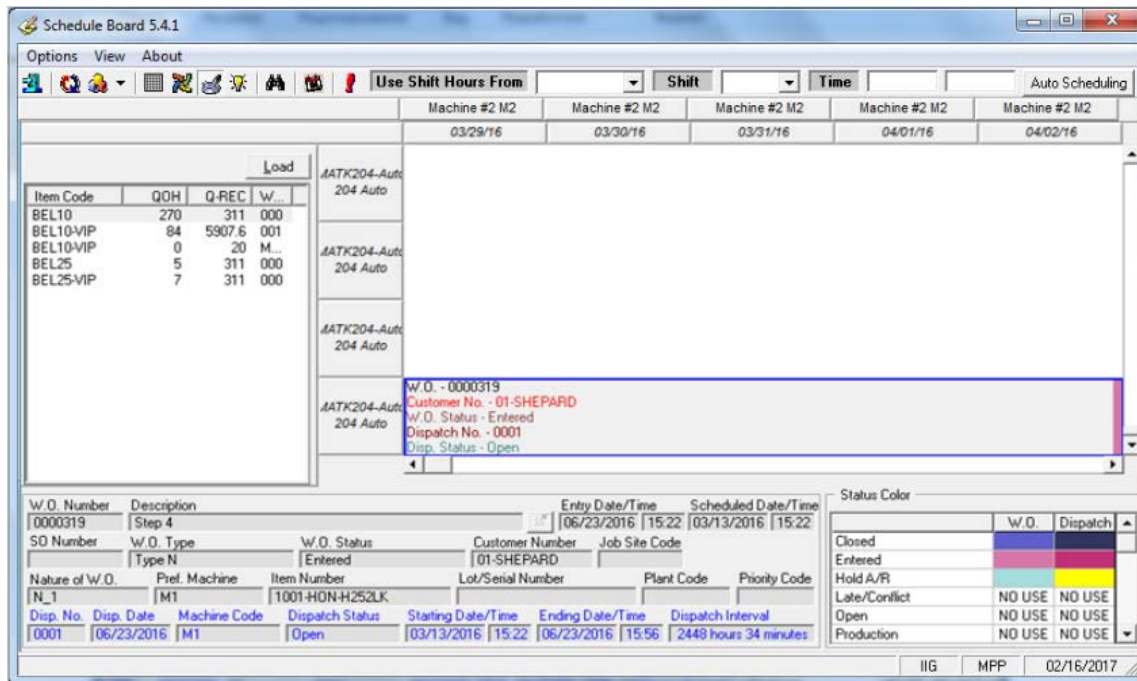 Schedule Board 5.4.1
Options View About
Use Shift Hours From Shift Time Auto Scheduling
Machine #2 M2 Machine #2 M2 Machine #2 M2 Machine #2 M2 Machine #2 M2
03/29/16 03/30/16 03/31/16 04/01/16 04/02/16
Load
Item Code QOH Q-REC W...
BEL10 270 311 000
BEL10-VIP 84 5907.6 001
BEL10-VIP 0 20 M...
BEL25 5 311 000
BEL25-VIP 7 311 000
MATK204-Auto
204 Auto
MATK204-Auto
204 Auto
MATK204-Auto
204 Auto
MATK204-Auto
204 Auto
W.O. - 0000319
Customer No. - 01-SHEPARD
W.O. Status - Entered
Dispatch No. - 0001
Disp. Status - Open
W.O. Number Description Entry Date/Time Scheduled Date/Time
0000319 Step 4 06/23/2016 15:22 03/13/2016 15:22
SO Number W.O. Type W.O. Status Customer Number Job Site Code
Type N Entered 01-SHEPARD
Nature of W.O. Pref. Machine Item Number Lot/Serial Number Plant Code Priority Code
N_1 M1 1001-HON-H252LK
Disp. No. Disp. Date Machine Code Dispatch Status Starting Date/Time Ending Date/Time Dispatch Interval
0001 06/23/2016 M1 Open 03/13/2016 15:22 06/23/2016 15:56 2448 hours 34 minutes
Status Color
W.O. Dispatch
Closed
Entered
Hold A/R
Late/Conflict NO USE NO USE
Open NO USE NO USE
Production NO USE NO USE
IIG MPP 02/16/2017